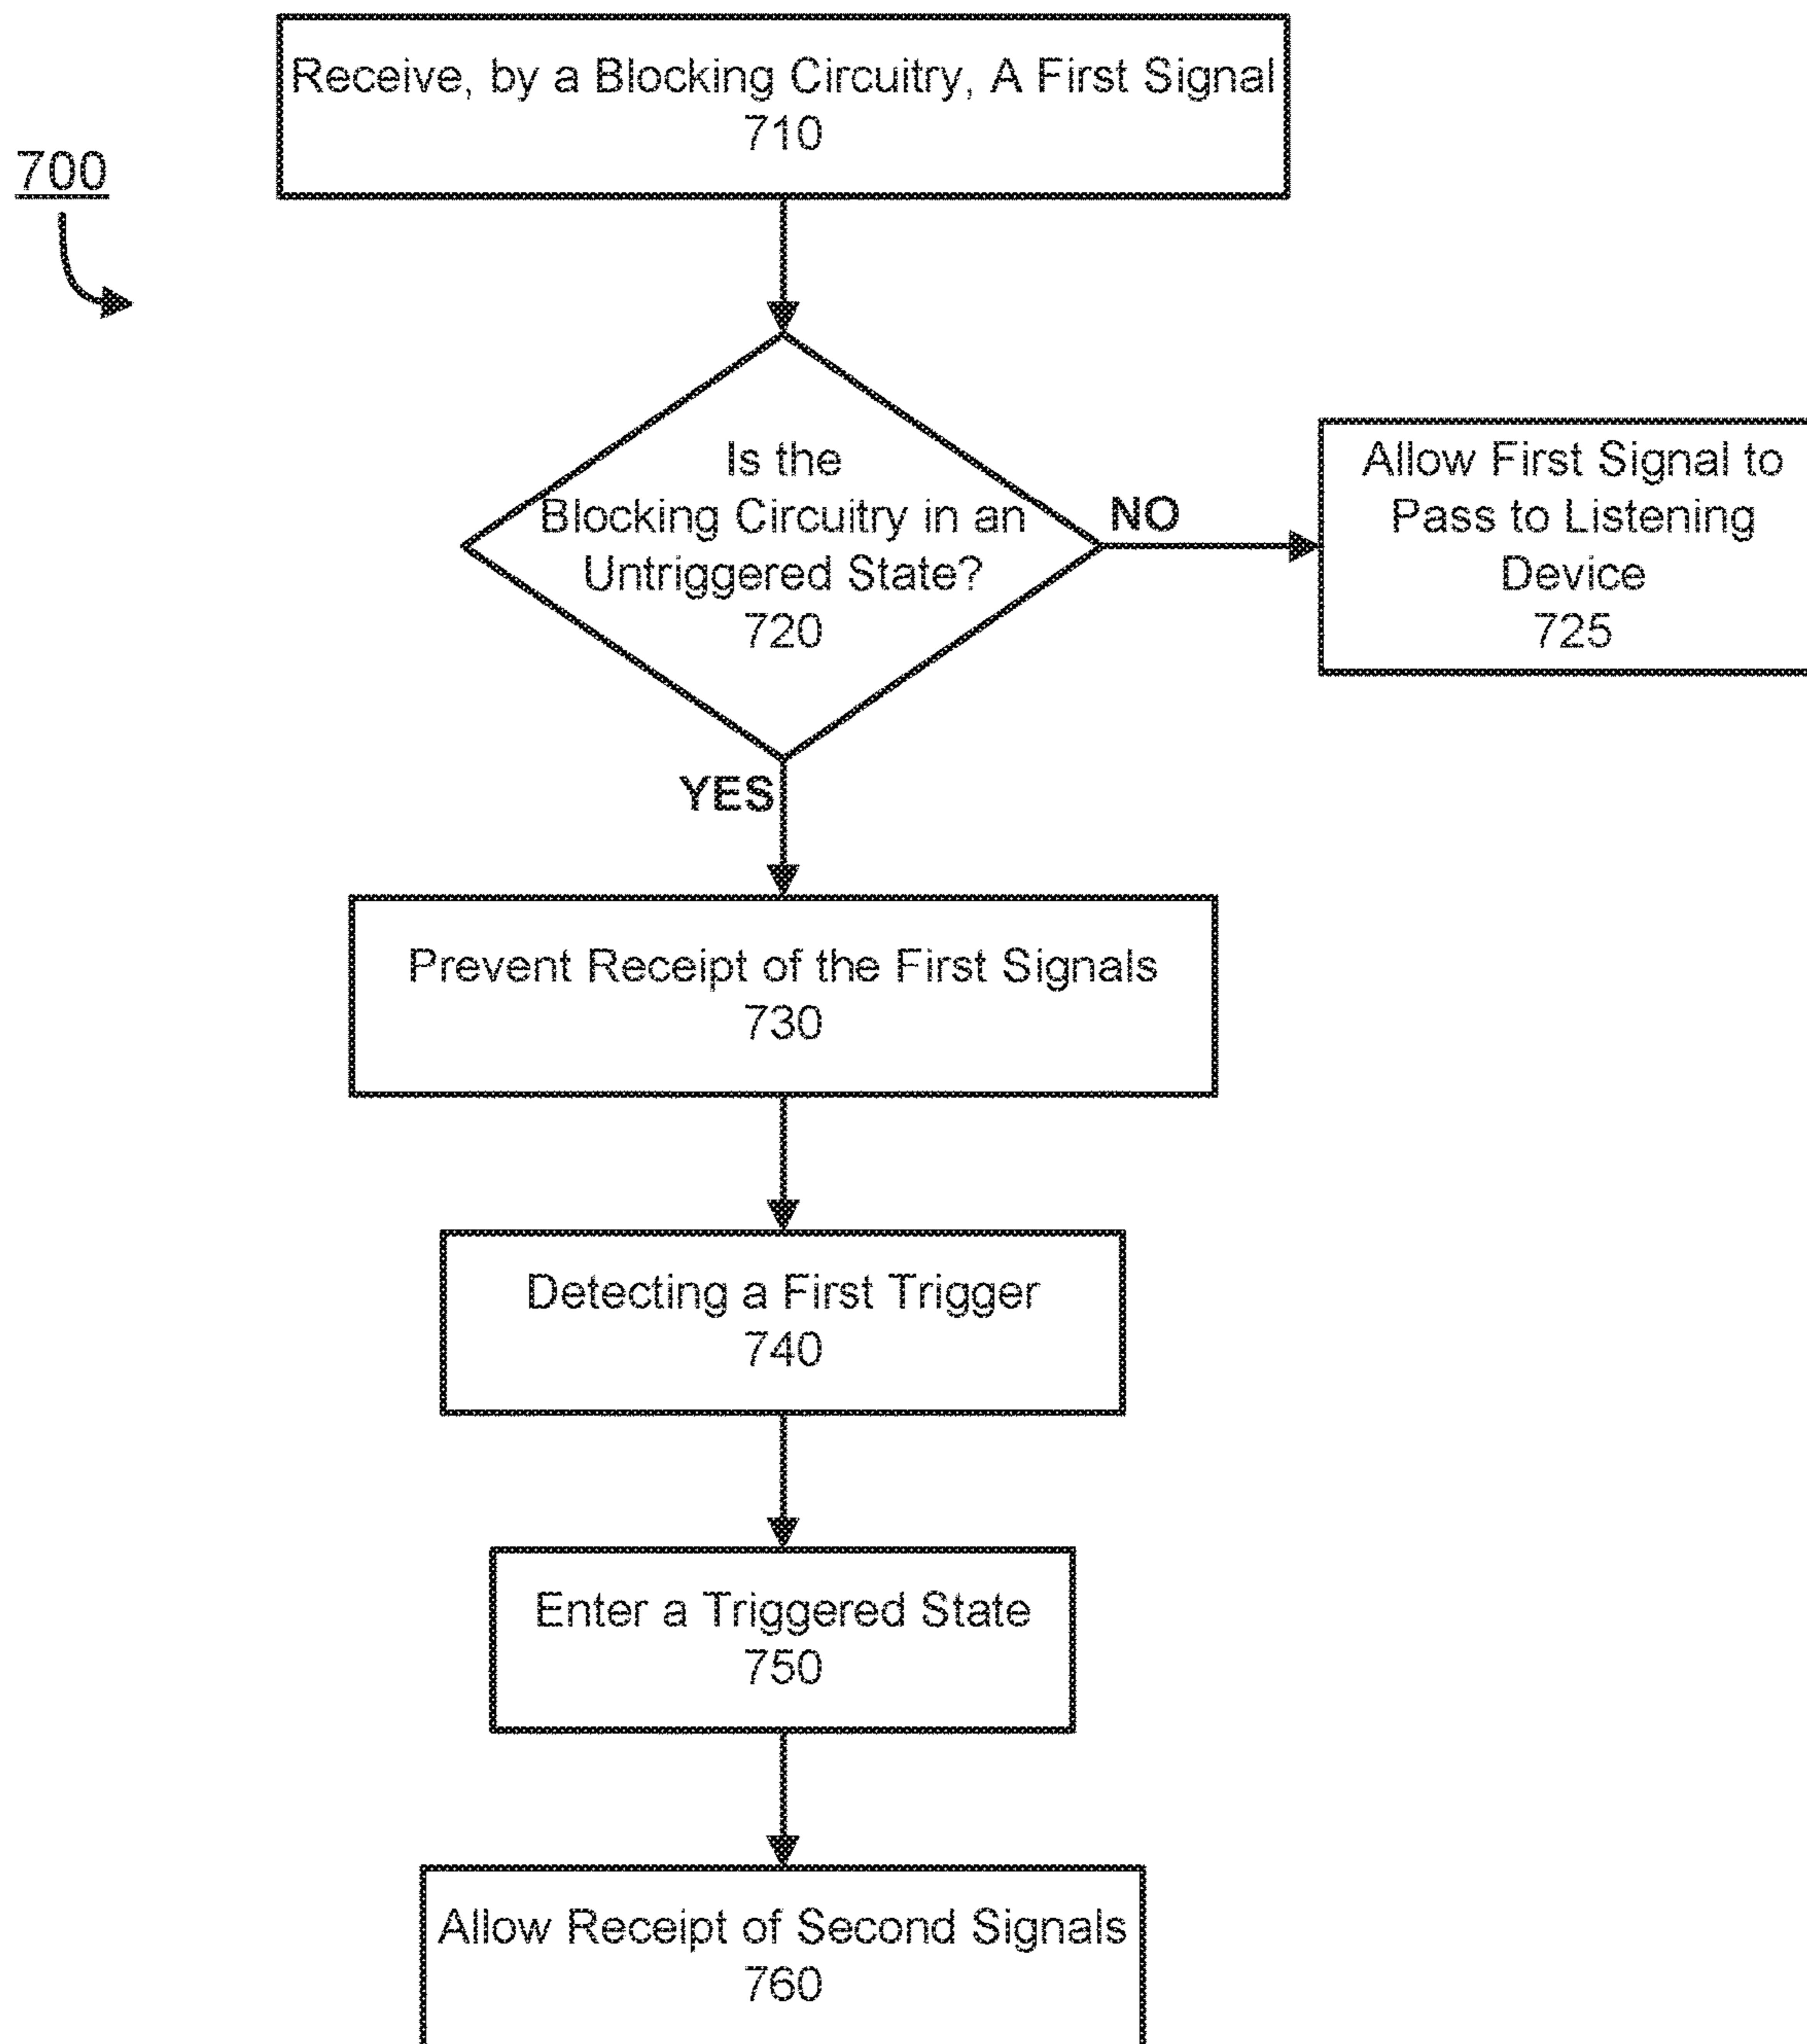 Receive, by a Blocking Circuitry, A First Signal
710
700
Is the
Blocking Circuitry in an
Untriggered State?
720
NO
Allow First Signal to
Pass to Listening
Device
725
YES
Prevent Receipt of the First Signals
730
Detecting a First Trigger
740
Enter a Triggered State
750
Allow Receipt of Second Signals
760